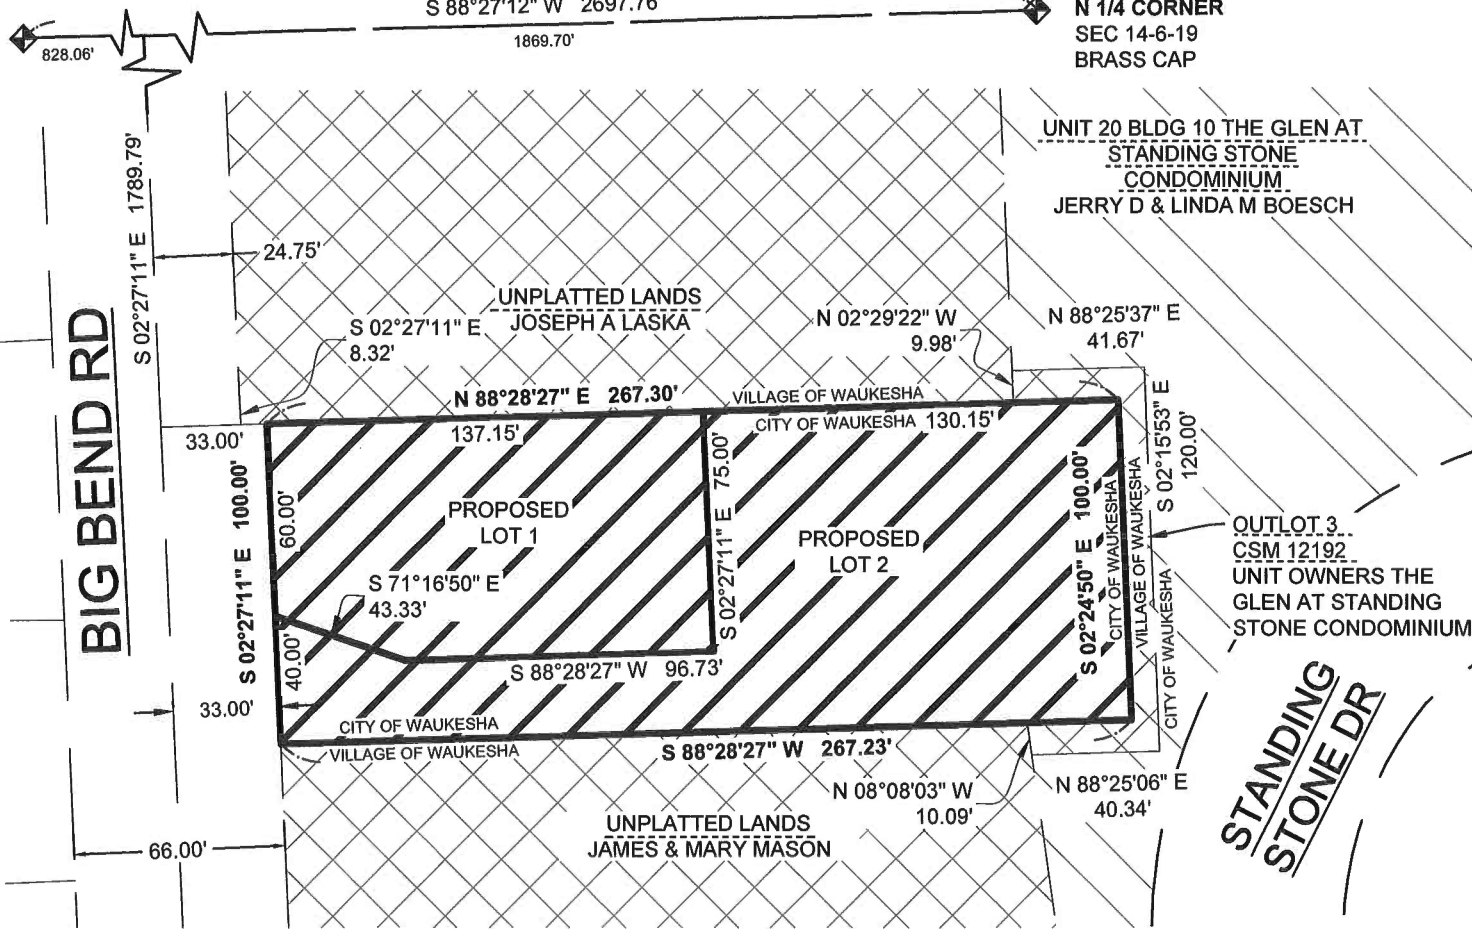 S 88°27'12" W 2697.76'
828.06'
1869.70'
N 1/4 CORNER
SEC 14-6-19
BRASS CAP
S 02°27'11" E 1789.79'
24.75'
UNIT 20 BLDG 10 THE GLEN AT
STANDING STONE
CONDOMINIUM
JERRY D & LINDA M BOESCH
UNPLATTED LANDS
JOSEPH A LASKA
S 02°27'11" E
8.32'
N 02°29'22" W
9.98'
N 88°25'37" E
41.67'
BIG BEND RD
33.00'
N 88°28'27" E 267.30'
VILLAGE OF WAUKESHA
CITY OF WAUKESHA
137.15'
130.15'
S 02°27'11" E 100.00'
60.00'
40.00'
PROPOSED
LOT 1
S 71°16'50" E
43.33'
S 02°27'11" E 75.00'
PROPOSED
LOT 2
S 02°24'50" E 100.00'
CITY OF WAUKESHA
VILLAGE OF WAUKESHA
CITY OF WAUKESHA
S 02°15'53" E
120.00'
OUTLOT 3
CSM 12192
UNIT OWNERS THE
GLEN AT STANDING
STONE CONDOMINIUM
S 88°28'27" W 96.73'
33.00'
CITY OF WAUKESHA
VILLAGE OF WAUKESHA
S 88°28'27" W 267.23'
N 08°08'03" W
10.09'
N 88°25'06" E
40.34'
UNPLATTED LANDS
JAMES & MARY MASON
66.00'
STANDING
STONE DR